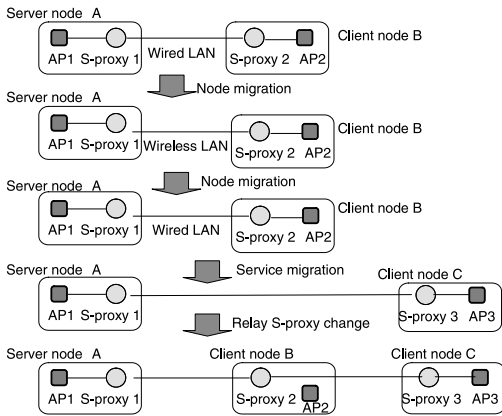 Server node A
Client node B
AP1 S-proxy 1 Wired LAN S-proxy 2 AP2
Node migration
Server node A
Client node B
AP1 S-proxy 1 Wireless LAN S-proxy 2 AP2
Node migration
Server node A
Client node B
AP1 S-proxy 1 Wired LAN S-proxy 2 AP2
Service migration
Server node A Client node C
AP1 S-proxy 1 S-proxy 3 AP3
Relay S-proxy change
Server node A Client node B Client node C
AP1 S-proxy 1 S-proxy 2 AP2 S-proxy 3 AP3